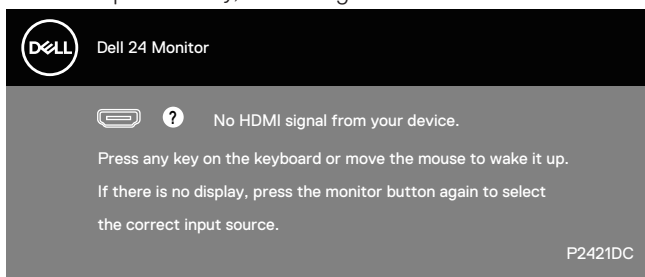 DELL
Dell 24 Monitor
? No HDMI signal from your device.
Press any key on the keyboard or move the mouse to wake it up.
If there is no display, press the monitor button again to select
the correct input source.
P2421DC